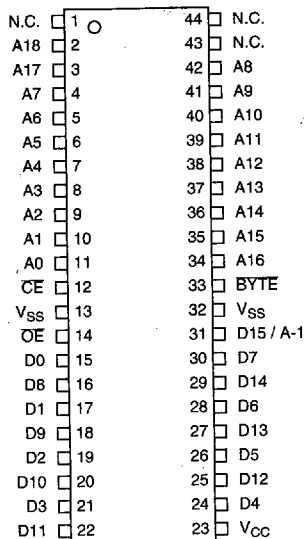 N.C. 1 44 N.C.
A18 2 43 N.C.
A17 3 42 A8
A7 4 41 A9
A6 5 40 A10
A5 6 39 A11
A4 7 38 A12
A3 8 37 A13
A2 9 36 A14
A1 10 35 A15
A0 11 34 A16
CE 12 33 BYTE
VSS 13 32 VSS
OE 14 31 D15 / A-1
D0 15 30 D7
D8 16 29 D14
D1 17 28 D6
D9 18 27 D13
D2 19 26 D5
D10 20 25 D12
D3 21 24 D4
D11 22 23 VCC